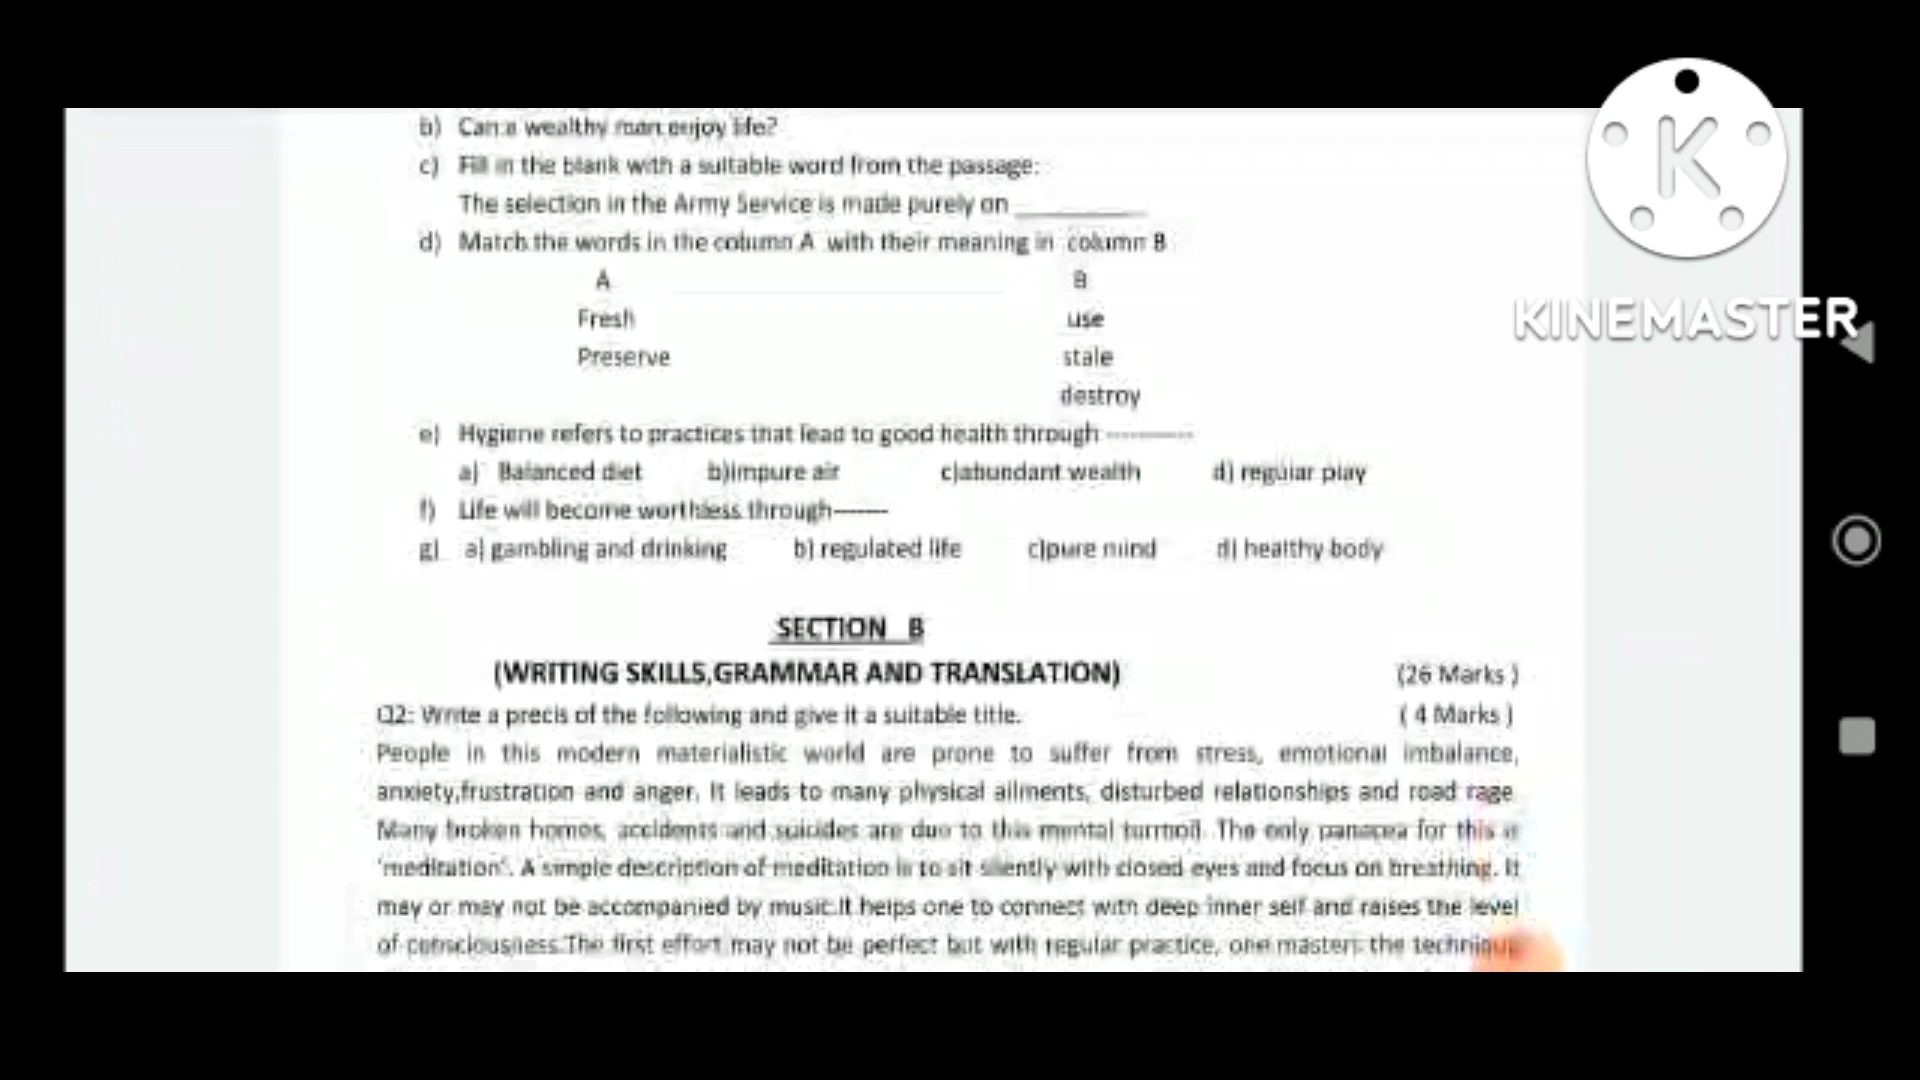 b) Can a wealthy man enjoy life?
c) Fill in the blank with a suitable word from the passage:
The selection in the Army Service is made purely on ____________
d) Match the words in the column A with their meaning in column B
A B
Fresh use
Preserve stale
destroy
e) Hygiene refers to practices that lead to good health through -----------
a) Balanced diet b)impure air c)abundant wealth d) regular play
f) Life will become worthless through-------
g) a) gambling and drinking b) regulated life c)pure mind d) healthy body
SECTION B
(WRITING SKILLS,GRAMMAR AND TRANSLATION) (26 Marks )
Q2: Write a precis of the following and give it a suitable title. ( 4 Marks )
People in this modern materialistic world are prone to suffer from stress, emotional imbalance,
anxiety,frustration and anger. It leads to many physical ailments, disturbed relationships and road rage
Many broken homes, accidents and suicides are due to this mental turmoil. The only panacea for this is
'meditation'. A simple description of meditation is to sit silently with closed eyes and focus on breathing. It
may or may not be accompanied by music.It helps one to connect with deep inner self and raises the level
of consciousness.The first effort may not be perfect but with regular practice, one masters the technique
K
KINEMASTER